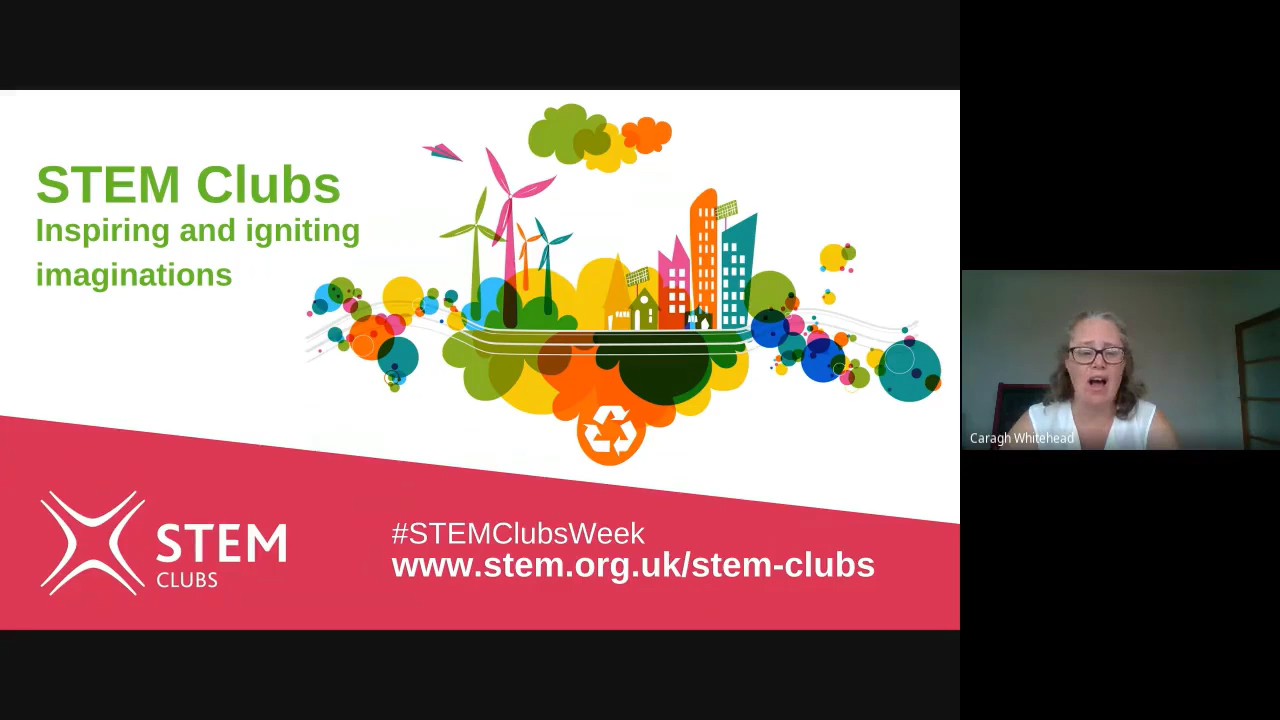 STEM Clubs
Inspiring and igniting
imaginations
STEM
CLUBS
#STEMClubsWeek
www.stem.org.uk/stem-clubs
Caragh Whitehead